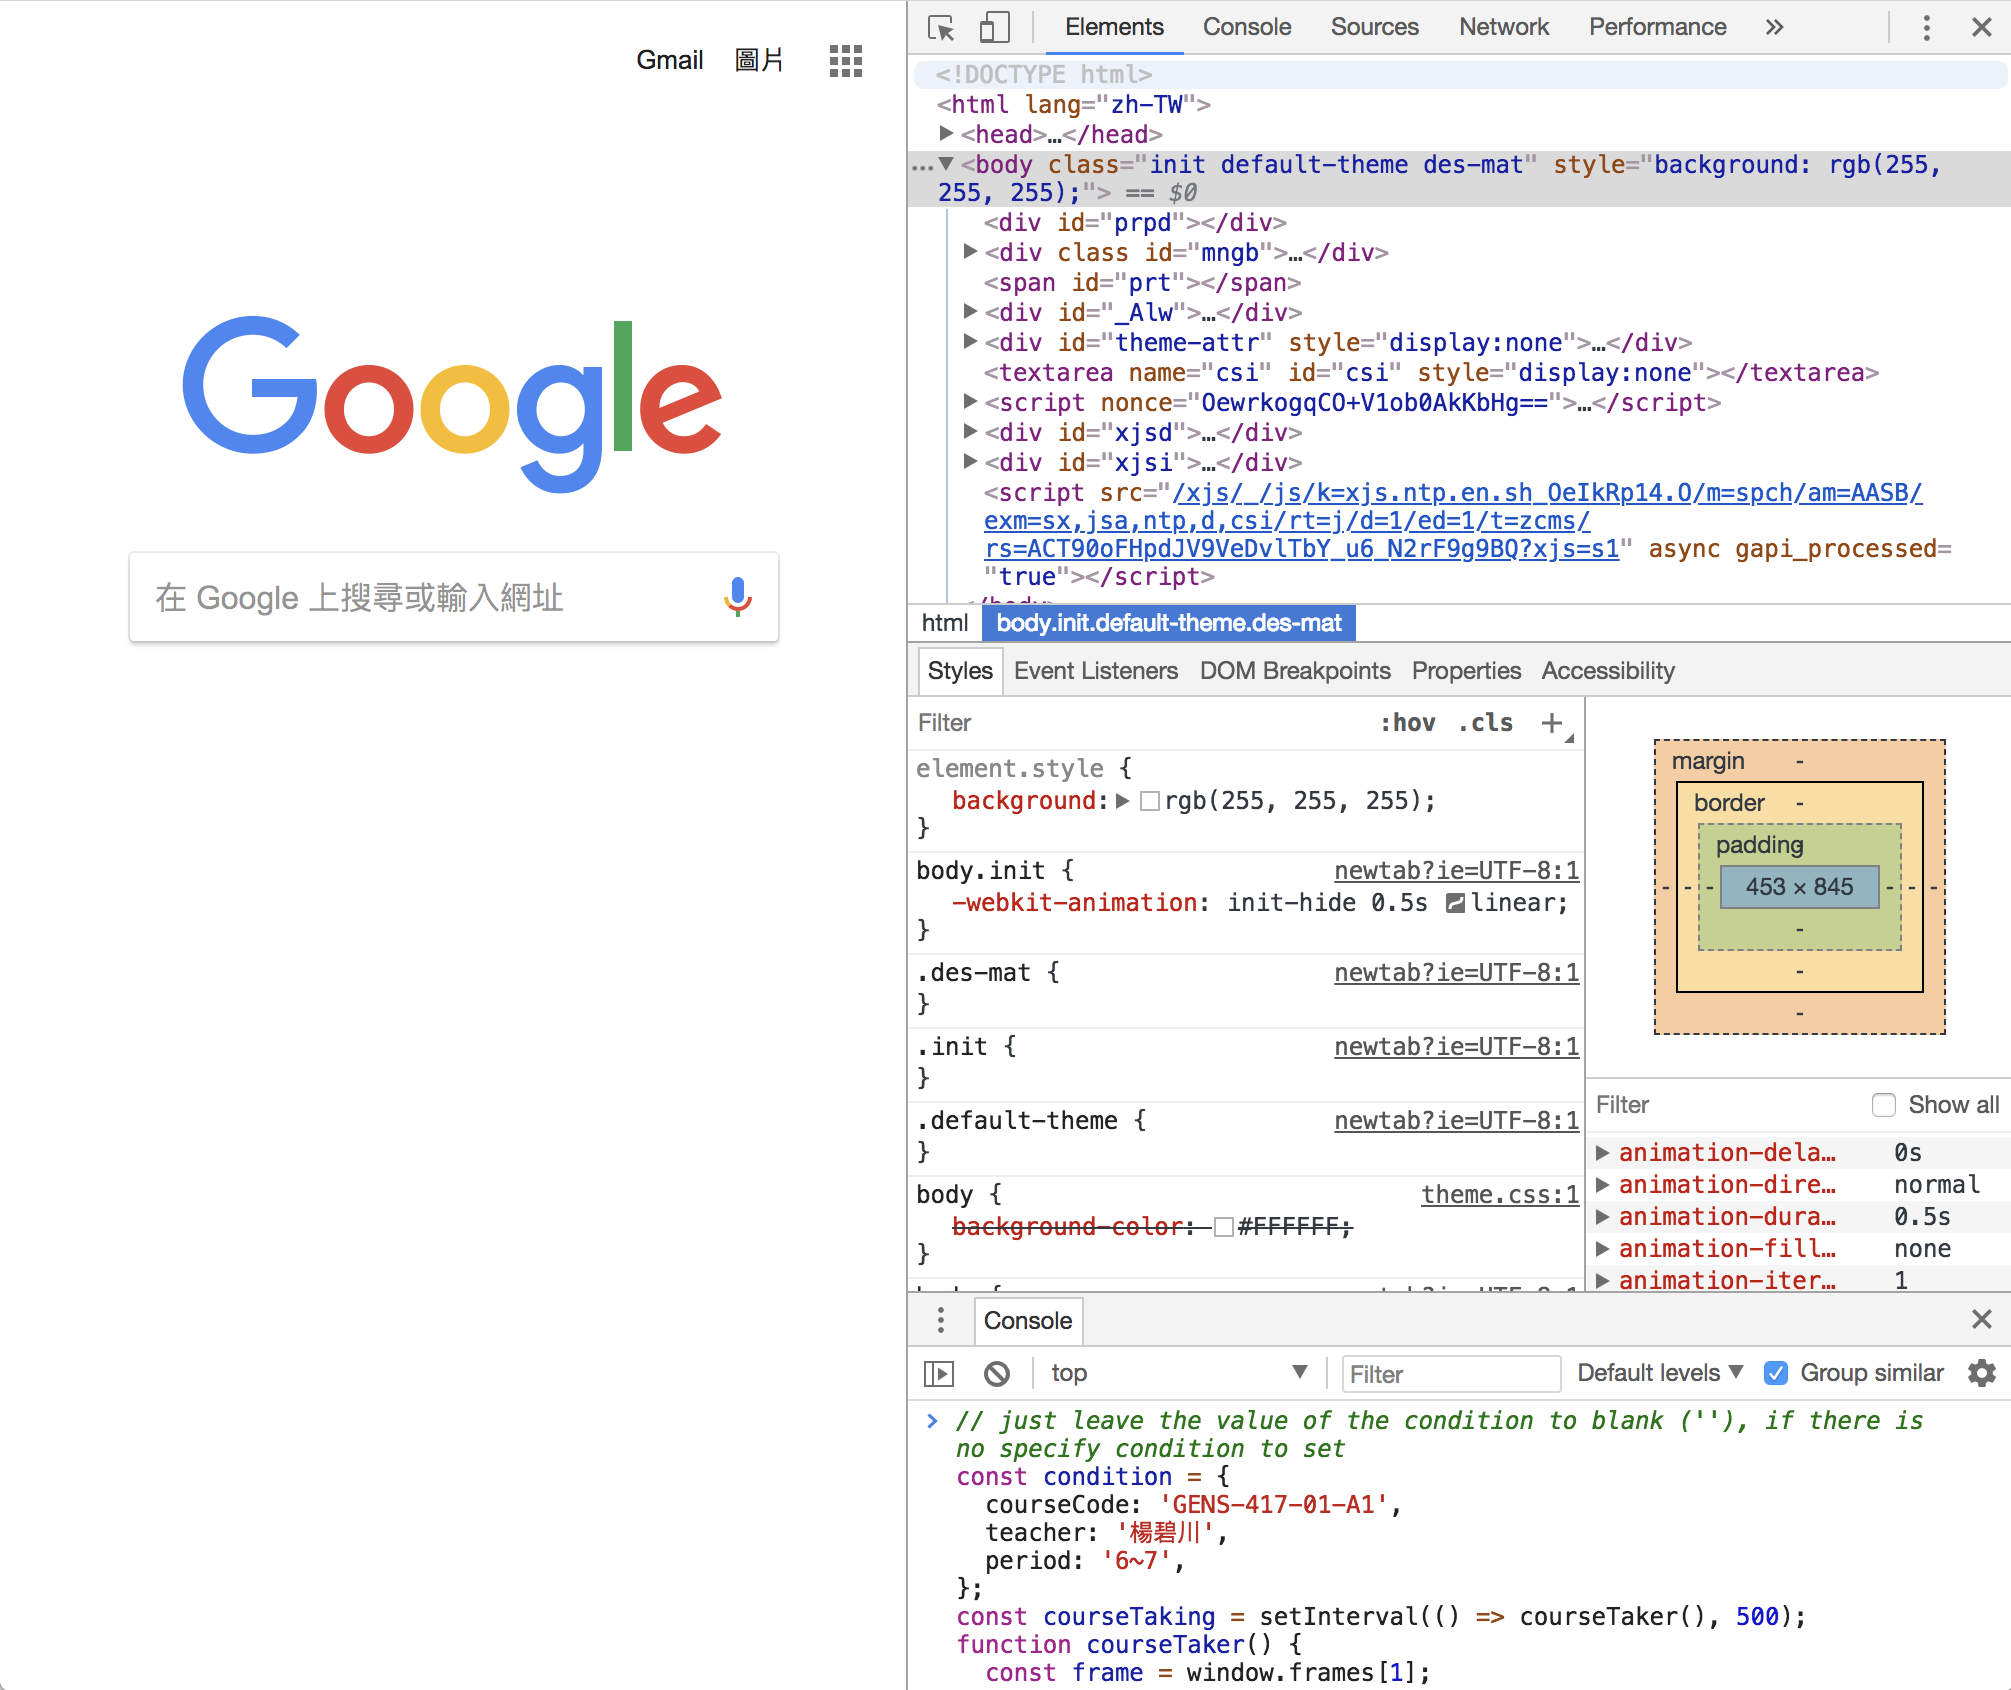 Gmail 圖片
Google
在 Google 上搜尋或輸入網址
Elements Console Sources Network Performance »
<!DOCTYPE html>
<html lang="zh-TW">
▶<head>…</head>
…▼<body class="init default-theme des-mat" style="background: rgb(255,
255, 255);"> == $0
<div id="prpd"></div>
▶<div class id="mngb">…</div>
<span id="prt"></span>
▶<div id="_Alw">…</div>
▶<div id="theme-attr" style="display:none">…</div>
<textarea name="csi" id="csi" style="display:none"></textarea>
▶<script nonce="OewrkogqCO+V1ob0AkKbHg==">…</script>
▶<div id="xjsd">…</div>
▶<div id="xjsi">…</div>
<script src="/xjs/_/js/k=xjs.ntp.en.sh_OeIkRp14.O/m=spch/am=AASB/
exm=sx,jsa,ntp,d,csi/rt=j/d=1/ed=1/t=zcms/
rs=ACT90oFHpdJV9VeDvlTbY_u6_N2rF9g9BQ?xjs=s1" async gapi_processed=
"true"></script>
</body>
html body.init.default-theme.des-mat
Styles Event Listeners DOM Breakpoints Properties Accessibility
Filter :hov .cls +
element.style {
background:▶ rgb(255, 255, 255);
}
body.init { newtab?ie=UTF-8:1
-webkit-animation: init-hide 0.5s linear;
}
.des-mat { newtab?ie=UTF-8:1
}
.init { newtab?ie=UTF-8:1
}
.default-theme { newtab?ie=UTF-8:1
}
body { theme.css:1
background-color: #FFFFFF;
}
margin -
border -
padding -
- - - 453 × 845 - - -
-
-
-
Filter Show all
▶ animation-dela… 0s
▶ animation-dire… normal
▶ animation-dura… 0.5s
▶ animation-fill… none
▶ animation-iter… 1
Console
top ▼ Filter Default levels ▼ Group similar
> // just leave the value of the condition to blank (''), if there is
no specify condition to set
const condition = {
courseCode: 'GENS-417-01-A1',
teacher: '楊碧川',
period: '6~7',
};
const courseTaking = setInterval(() => courseTaker(), 500);
function courseTaker() {
const frame = window.frames[1];